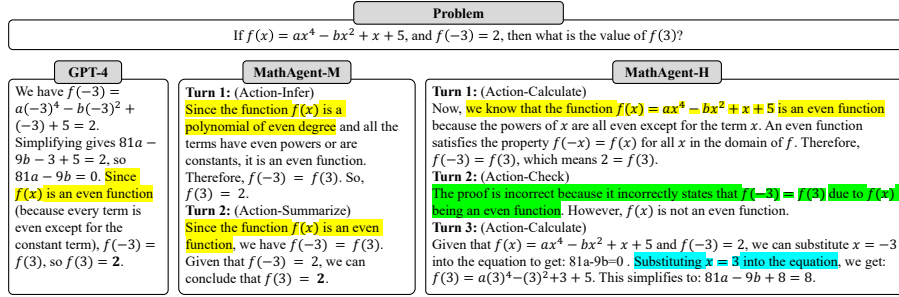 Problem
If f(x) = ax⁴ − bx² + x + 5, and f(−3) = 2, then what is the value of f(3)?
GPT-4
We have f(−3) =
a(−3)⁴ − b(−3)² +
(−3) + 5 = 2.
Simplifying gives 81a −
9b − 3 + 5 = 2, so
81a − 9b = 0. Since
f(x) is an even function
(because every term is
even except for the
constant term), f(−3) =
f(3), so f(3) = 2.
MathAgent-M
Turn 1: (Action-Infer)
Since the function f(x) is a
polynomial of even degree and all the
terms have even powers or are
constants, it is an even function.
Therefore, f(−3) = f(3). So,
f(3) = 2.
Turn 2: (Action-Summarize)
Since the function f(x) is an even
function, we have f(−3) = f(3).
Given that f(−3) = 2, we can
conclude that f(3) = 2.
MathAgent-H
Turn 1: (Action-Calculate)
Now, we know that the function f(x) = ax⁴ − bx² + x + 5 is an even function
because the powers of x are all even except for the term x. An even function
satisfies the property f(−x) = f(x) for all x in the domain of f. Therefore,
f(−3) = f(3), which means 2 = f(3).
Turn 2: (Action-Check)
The proof is incorrect because it incorrectly states that f(−3) = f(3) due to f(x)
being an even function. However, f(x) is not an even function.
Turn 3: (Action-Calculate)
Given that f(x) = ax⁴ − bx² + x + 5 and f(−3) = 2, we can substitute x = −3
into the equation to get: 81a-9b=0 . Substituting x = 3 into the equation, we get:
f(3) = a(3)⁴−(3)²+3 + 5. This simplifies to: 81a − 9b + 8 = 8.